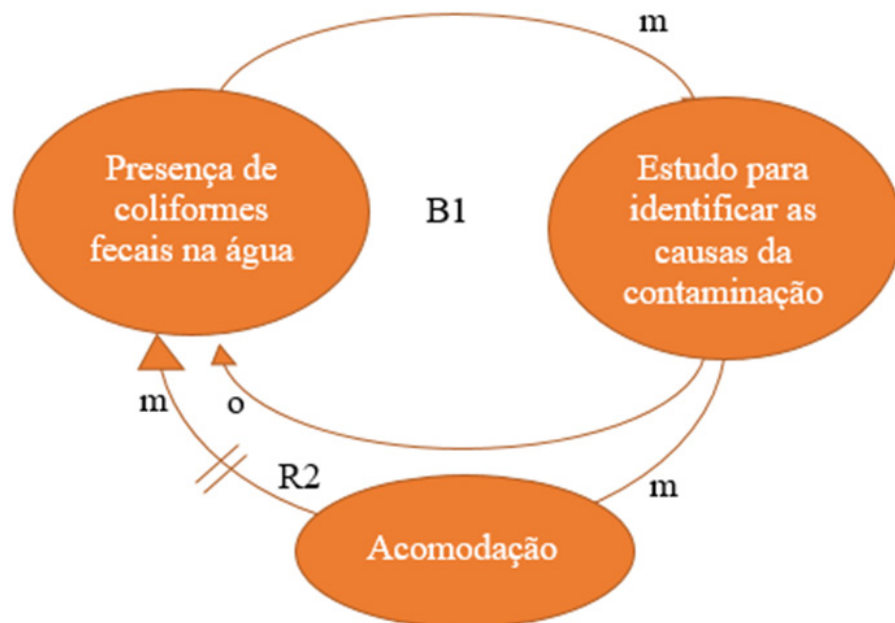 m
Presença de
coliformes
fecais na água
B1
Estudo para
identificar as
causas da
contaminação
m
o
R2
m
Acomodação